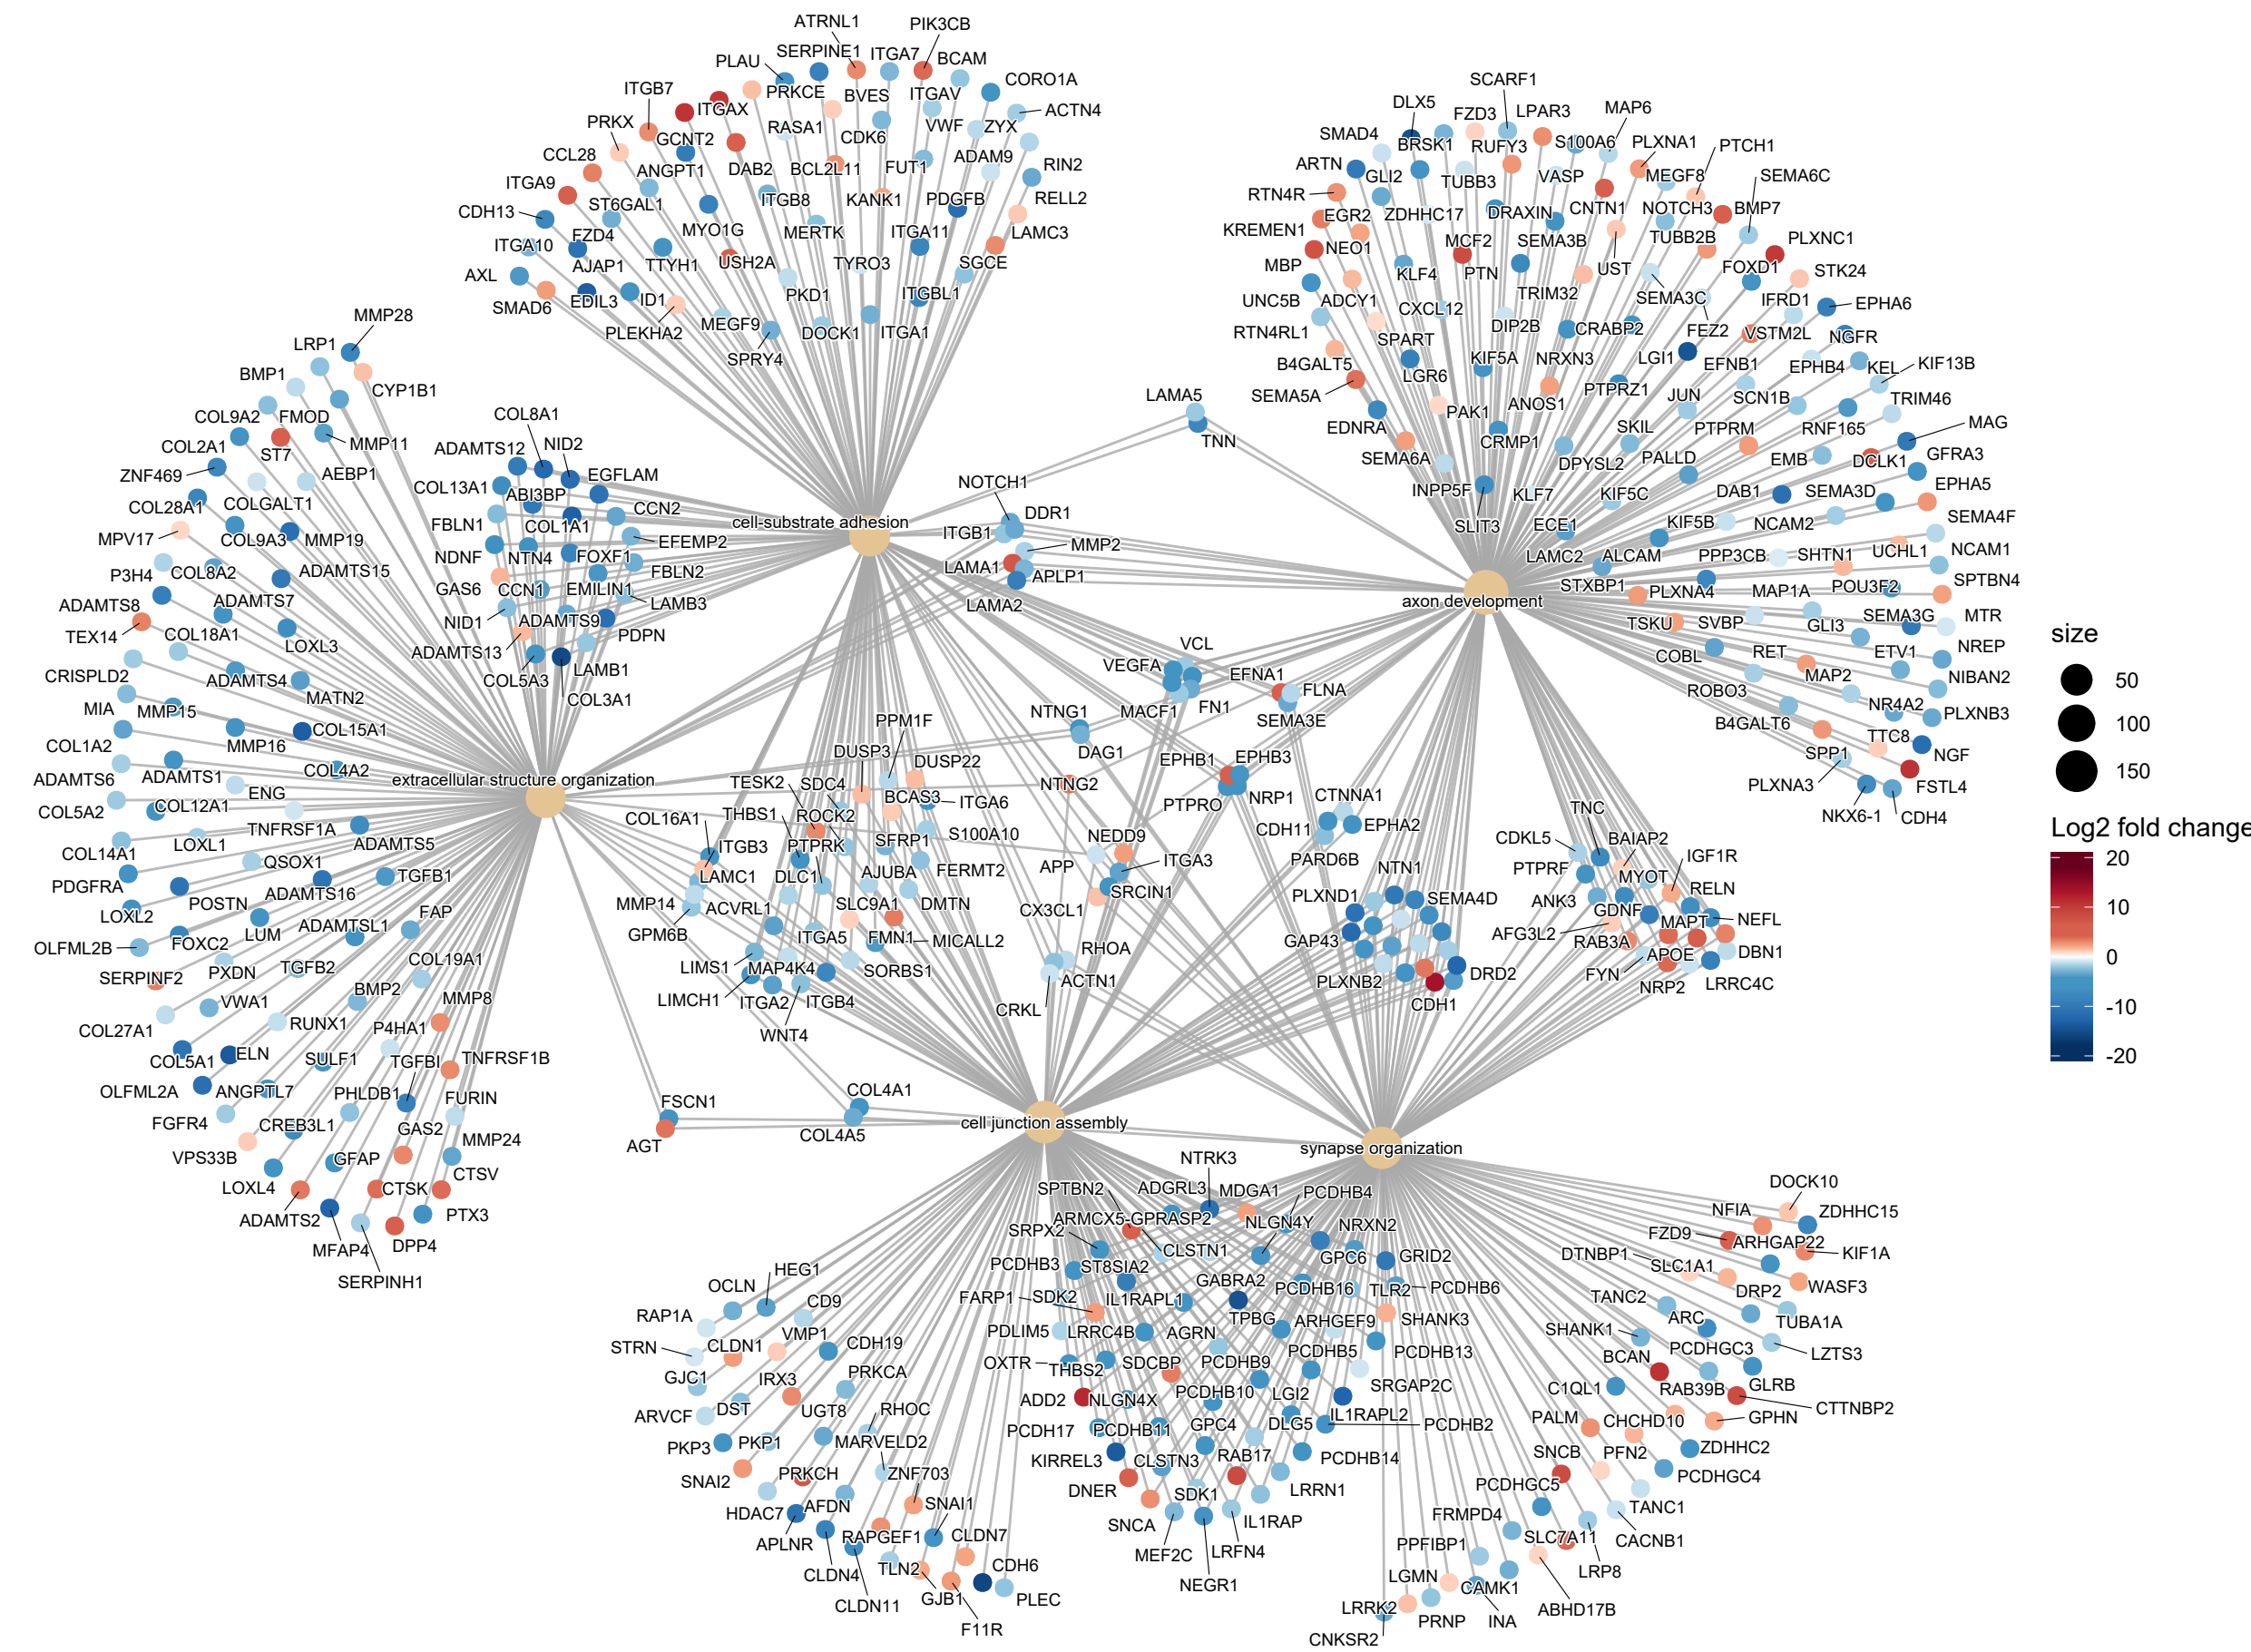 ATRNL1
PIK3CB
SERPINE1
ITGA7
BCAM
PLAU
PRKCE
BVES
ITGAV
CORO1A
ITGB7
ITGAX
ACTN4
PRKX
GCNT2
RASA1
CDK6
VWF
ZYX
CCL28
ANGPT1
DAB2
BCL2L11
FUT1
ADAM9
RIN2
ITGA9
ST6GAL1
ITGB8
KANK1
PDGFB
RELL2
CDH13
FZD4
MYO1G
MERTK
ITGA11
LAMC3
ITGA10
AJAP1
TTYH1
USH2A
TYRO3
SGCE
AXL
EDIL3
ID1
PKD1
ITGBL1
SMAD6
PLEKHA2
MEGF9
DOCK1
ITGA1
SPRY4
SCARF1
DLX5
FZD3
LPAR3
MAP6
SMAD4
BRSK1
RUFY3
S100A6
PLXNA1
PTCH1
ARTN
GLI2
TUBB3
VASP
MEGF8
SEMA6C
RTN4R
ZDHHC17
DRAXIN
CNTN1
NOTCH3
BMP7
EGR2
KREMEN1
NEO1
MCF2
SEMA3B
TUBB2B
PLXNC1
MBP
KLF4
PTN
UST
FOXD1
STK24
UNC5B
ADCY1
CXCL12
TRIM32
SEMA3C
IFRD1
EPHA6
RTN4RL1
SPART
DIP2B
CRABP2
FEZ2
VSTM2L
NGFR
B4GALT5
LGR6
KIF5A
NRXN3
LGI1
EFNB1
EPHB4
KEL
KIF13B
SEMA5A
PAK1
ANOS1
PTPRZ1
JUN
SCN1B
TRIM46
EDNRA
CRMP1
SKIL
PTPRM
RNF165
MAG
SEMA6A
DPYSL2
PALLD
EMB
DCLK1
GFRA3
INPP5F
KLF7
KIF5C
DAB1
SEMA3D
EPHA5
SLIT3
ECE1
KIF5B
NCAM2
SEMA4F
LAMC2
ALCAM
PPP3CB
SHTN1
UCHL1
NCAM1
STXBP1
PLXNA4
MAP1A
POU3F2
SPTBN4
axon development
TSKU
SVBP
GLI3
SEMA3G
MTR
COBL
RET
ETV1
NREP
ROBO3
MAP2
NR4A2
NIBAN2
B4GALT6
TTC8
PLXNB3
SPP1
NGF
PLXNA3
FSTL4
NKX6-1
CDH4
size
50
100
150
Log2 fold change
20
10
0
-10
-20
MMP28
LRP1
BMP1
CYP1B1
COL9A2
FMOD
COL2A1
ST7
MMP11
ZNF469
AEBP1
COL28A1
COLGALT1
MPV17
COL9A3
MMP19
P3H4
COL8A2
ADAMTS15
ADAMTS8
ADAMTS7
TEX14
COL18A1
LOXL3
CRISPLD2
ADAMTS4
MATN2
MIA
MMP15
COL15A1
COL1A2
MMP16
ADAMTS6
ADAMTS1
COL4A2
extracellular structure organization
COL5A2
COL12A1
ENG
COL14A1
LOXL1
TNFRSF1A
ADAMTS5
PDGFRA
QSOX1
TGFB1
LOXL2
POSTN
ADAMTS16
OLFML2B
FOXC2
LUM
ADAMTSL1
FAP
SERPINF2
PXDN
TGFB2
COL19A1
COL27A1
VWA1
BMP2
MMP8
COL5A1
ELN
RUNX1
P4HA1
OLFML2A
ANGPTL7
SULF1
TGFBI
TNFRSF1B
FGFR4
CREB3L1
PHLDB1
FURIN
VPS33B
GFAP
GAS2
MMP24
LOXL4
CTSK
CTSV
ADAMTS2
PTX3
MFAP4
DPP4
SERPINH1
COL8A1
ADAMTS12
NID2
EGFLAM
COL13A1
ABI3BP
CCN2
FBLN1
COL1A1
EFEMP2
NDNF
NTN4
FOXF1
FBLN2
GAS6
CCN1
EMILIN1
LAMB3
NID1
ADAMTS9
PDPN
ADAMTS13
LAMB1
COL5A3
COL3A1
cell-substrate adhesion
LAMA5
TNN
NOTCH1
DDR1
ITGB1
MMP2
LAMA1
APLP1
LAMA2
VCL
VEGFA
EFNA1
FLNA
MACF1
FN1
SEMA3E
NTNG1
DAG1
NTNG2
EPHB1
EPHB3
PTPRO
NRP1
PPM1F
DUSP3
DUSP22
TESK2
SDC4
BCAS3
ITGA6
COL16A1
THBS1
ROCK2
SFRP1
S100A10
ITGB3
PTPRK
AJUBA
FERMT2
LAMC1
DLC1
MMP14
ACVRL1
SLC9A1
DMTN
GPM6B
ITGA5
FMN1
MICALL2
LIMS1
MAP4K4
SORBS1
LIMCH1
ITGA2
ITGB4
WNT4
NEDD9
APP
ITGA3
SRCIN1
CX3CL1
RHOA
ACTN1
CRKL
CTNNA1
CDH11
EPHA2
PARD6B
NTN1
PLXND1
SEMA4D
GAP43
PLXNB2
DRD2
CDH1
TNC
CDKL5
BAIAP2
PTPRF
MYOT
IGF1R
ANK3
RELN
GDNF
MAPT
NEFL
AFG3L2
RAB3A
APOE
DBN1
FYN
NRP2
LRRC4C
FSCN1
COL4A1
AGT
COL4A5
cell junction assembly
synapse organization
HEG1
OCLN
CD9
RAP1A
VMP1
STRN
CLDN1
CDH19
GJC1
IRX3
PRKCA
ARVCF
DST
UGT8
RHOC
PKP3
PKP1
MARVELD2
SNAI2
PRKCH
ZNF703
HDAC7
AFDN
SNAI1
APLNR
RAPGEF1
CLDN7
CLDN4
TLN2
CDH6
CLDN11
GJB1
PLEC
F11R
NTRK3
SPTBN2
ADGRL3
MDGA1
PCDHB4
SRPX2
ARMCX5-GPRASP2
NLGN4Y
NRXN2
PCDHB3
CLSTN1
GPC6
GRID2
ST8SIA2
GABRA2
PCDHB16
TLR2
PCDHB6
FARP1
SDK2
IL1RAPL1
TPBG
ARHGEF9
SHANK3
PDLIM5
LRRC4B
AGRN
PCDHB5
PCDHB13
OXTR
THBS2
SDCBP
PCDHB9
SRGAP2C
ADD2
NLGN4X
PCDHB10
LGI2
IL1RAPL2
PCDH17
PCDHB11
GPC4
DLG5
PCDHB2
KIRREL3
CLSTN3
RAB17
PCDHB14
DNER
SDK1
LRRN1
SNCA
IL1RAP
MEF2C
LRFN4
NEGR1
DOCK10
NFIA
ZDHHC15
FZD9
ARHGAP22
KIF1A
DTNBP1
SLC1A1
WASF3
TANC2
DRP2
ARC
TUBA1A
SHANK1
PCDHGC3
LZTS3
BCAN
GLRB
C1QL1
RAB39B
CTTNBP2
PALM
CHCHD10
GPHN
SNCB
PFN2
ZDHHC2
PCDHGC5
PCDHGC4
FRMPD4
TANC1
SLC7A11
CACNB1
PPFIBP1
LRP8
LGMN
CAMK1
ABHD17B
LRRK2
PRNP
INA
CNKSR2